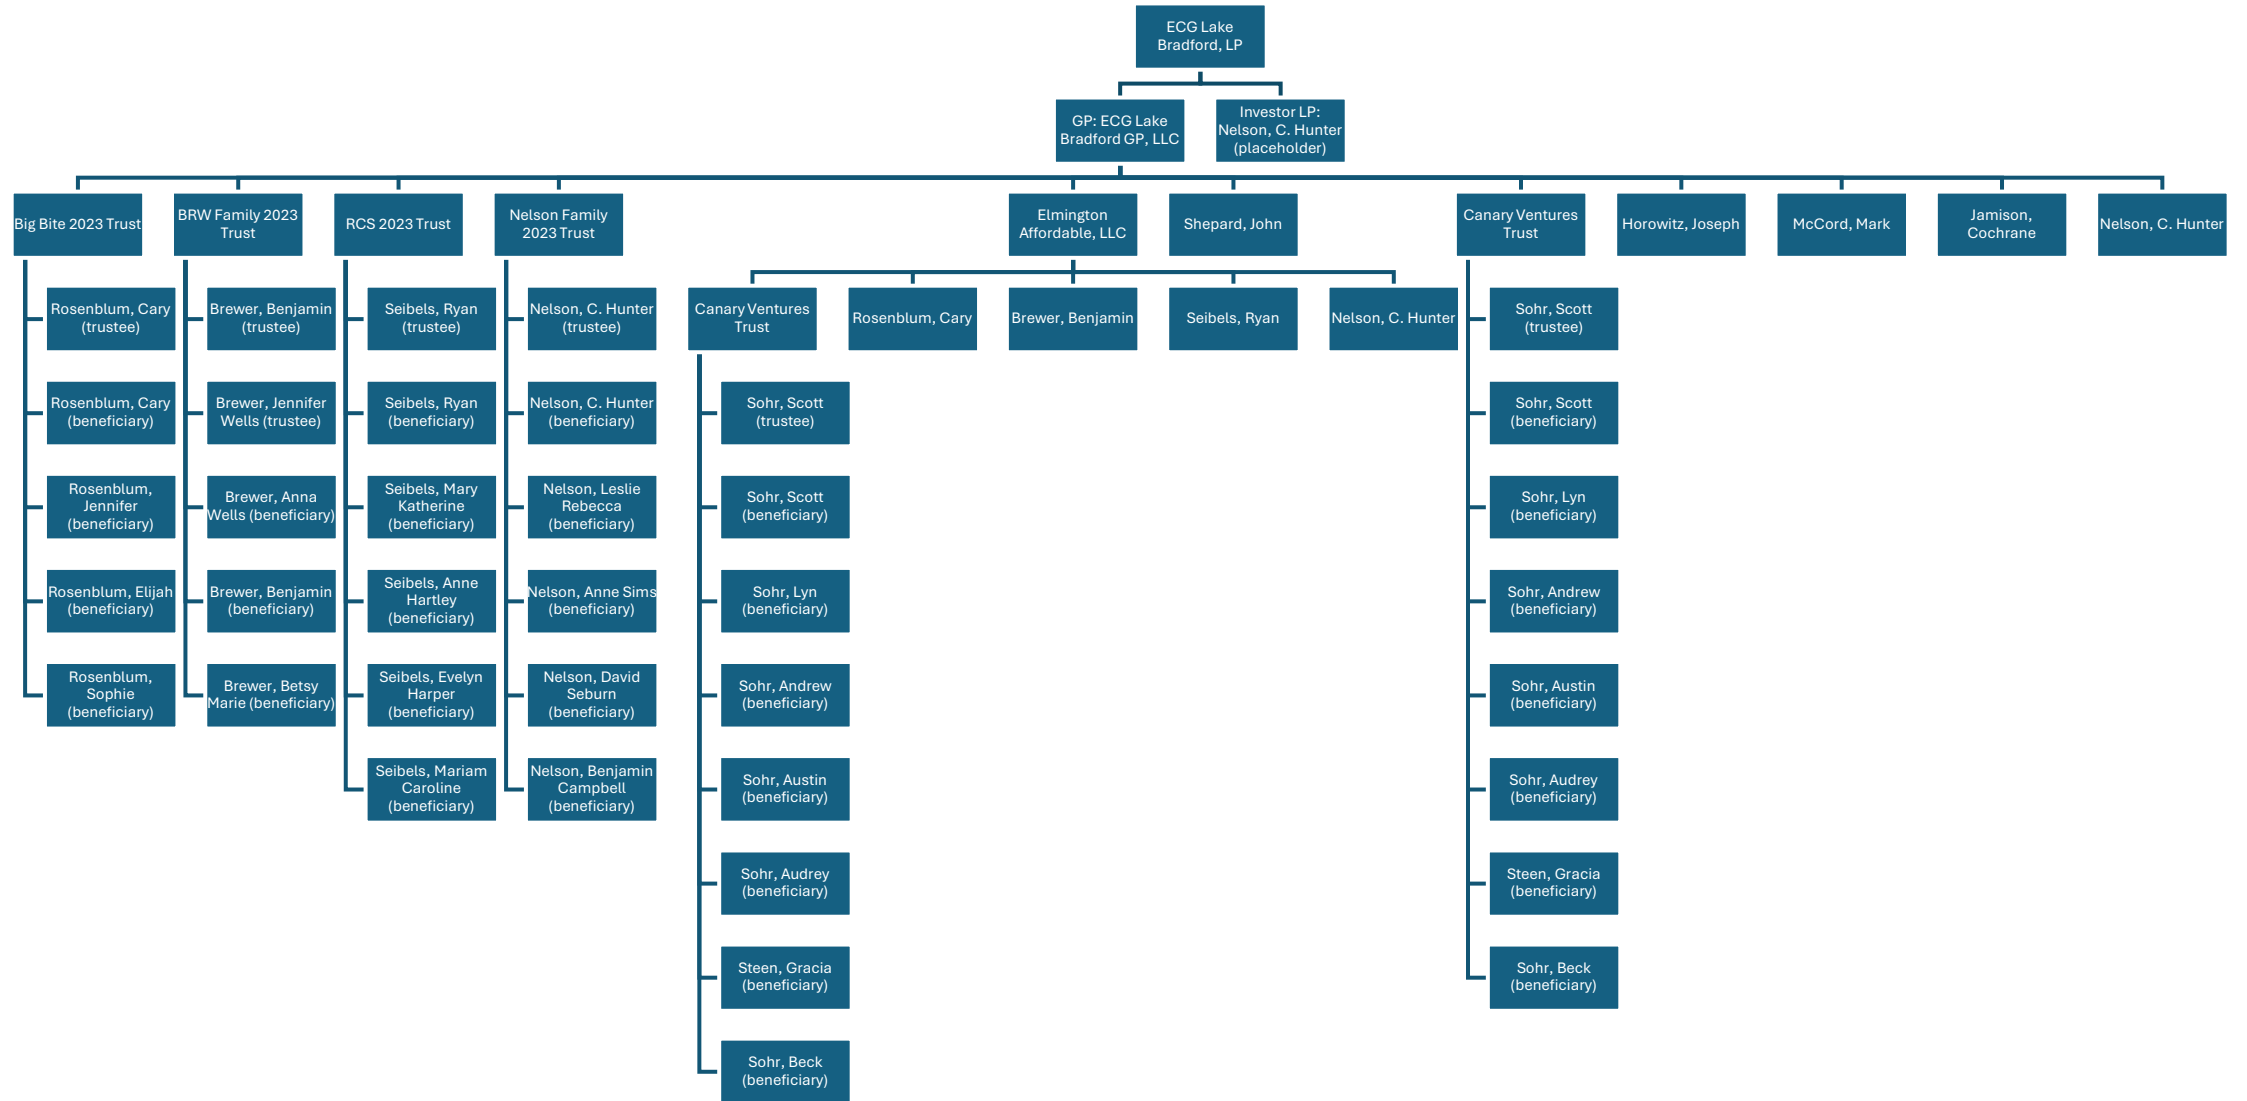 ECG Lake
Bradford, LP
GP: ECG Lake
Bradford GP, LLC
Investor LP:
Nelson, C. Hunter
(placeholder)
Big Bite 2023 Trust
BRW Family 2023
Trust
RCS 2023 Trust
Nelson Family
2023 Trust
Elmington
Affordable, LLC
Shepard, John
Canary Ventures
Trust
Horowitz, Joseph
McCord, Mark
Jamison,
Cochrane
Nelson, C. Hunter
Rosenblum, Cary
(trustee)
Rosenblum, Cary
(beneficiary)
Rosenblum,
Jennifer
(beneficiary)
Rosenblum, Elijah
(beneficiary)
Rosenblum,
Sophie
(beneficiary)
Brewer, Benjamin
(trustee)
Brewer, Jennifer
Wells (trustee)
Brewer, Anna
Wells (beneficiary)
Brewer, Benjamin
(beneficiary)
Brewer, Betsy
Marie (beneficiary)
Seibels, Ryan
(trustee)
Seibels, Ryan
(beneficiary)
Seibels, Mary
Katherine
(beneficiary)
Seibels, Anne
Hartley
(beneficiary)
Seibels, Evelyn
Harper
(beneficiary)
Seibels, Mariam
Caroline
(beneficiary)
Nelson, C. Hunter
(trustee)
Nelson, C. Hunter
(beneficiary)
Nelson, Leslie
Rebecca
(beneficiary)
Nelson, Anne Sims
(beneficiary)
Nelson, David
Seburn
(beneficiary)
Nelson, Benjamin
Campbell
(beneficiary)
Canary Ventures
Trust
Rosenblum, Cary
Brewer, Benjamin
Seibels, Ryan
Nelson, C. Hunter
Sohr, Scott
(trustee)
Sohr, Scott
(beneficiary)
Sohr, Lyn
(beneficiary)
Sohr, Andrew
(beneficiary)
Sohr, Austin
(beneficiary)
Sohr, Audrey
(beneficiary)
Steen, Gracia
(beneficiary)
Sohr, Beck
(beneficiary)
Sohr, Scott
(trustee)
Sohr, Scott
(beneficiary)
Sohr, Lyn
(beneficiary)
Sohr, Andrew
(beneficiary)
Sohr, Austin
(beneficiary)
Sohr, Audrey
(beneficiary)
Steen, Gracia
(beneficiary)
Sohr, Beck
(beneficiary)